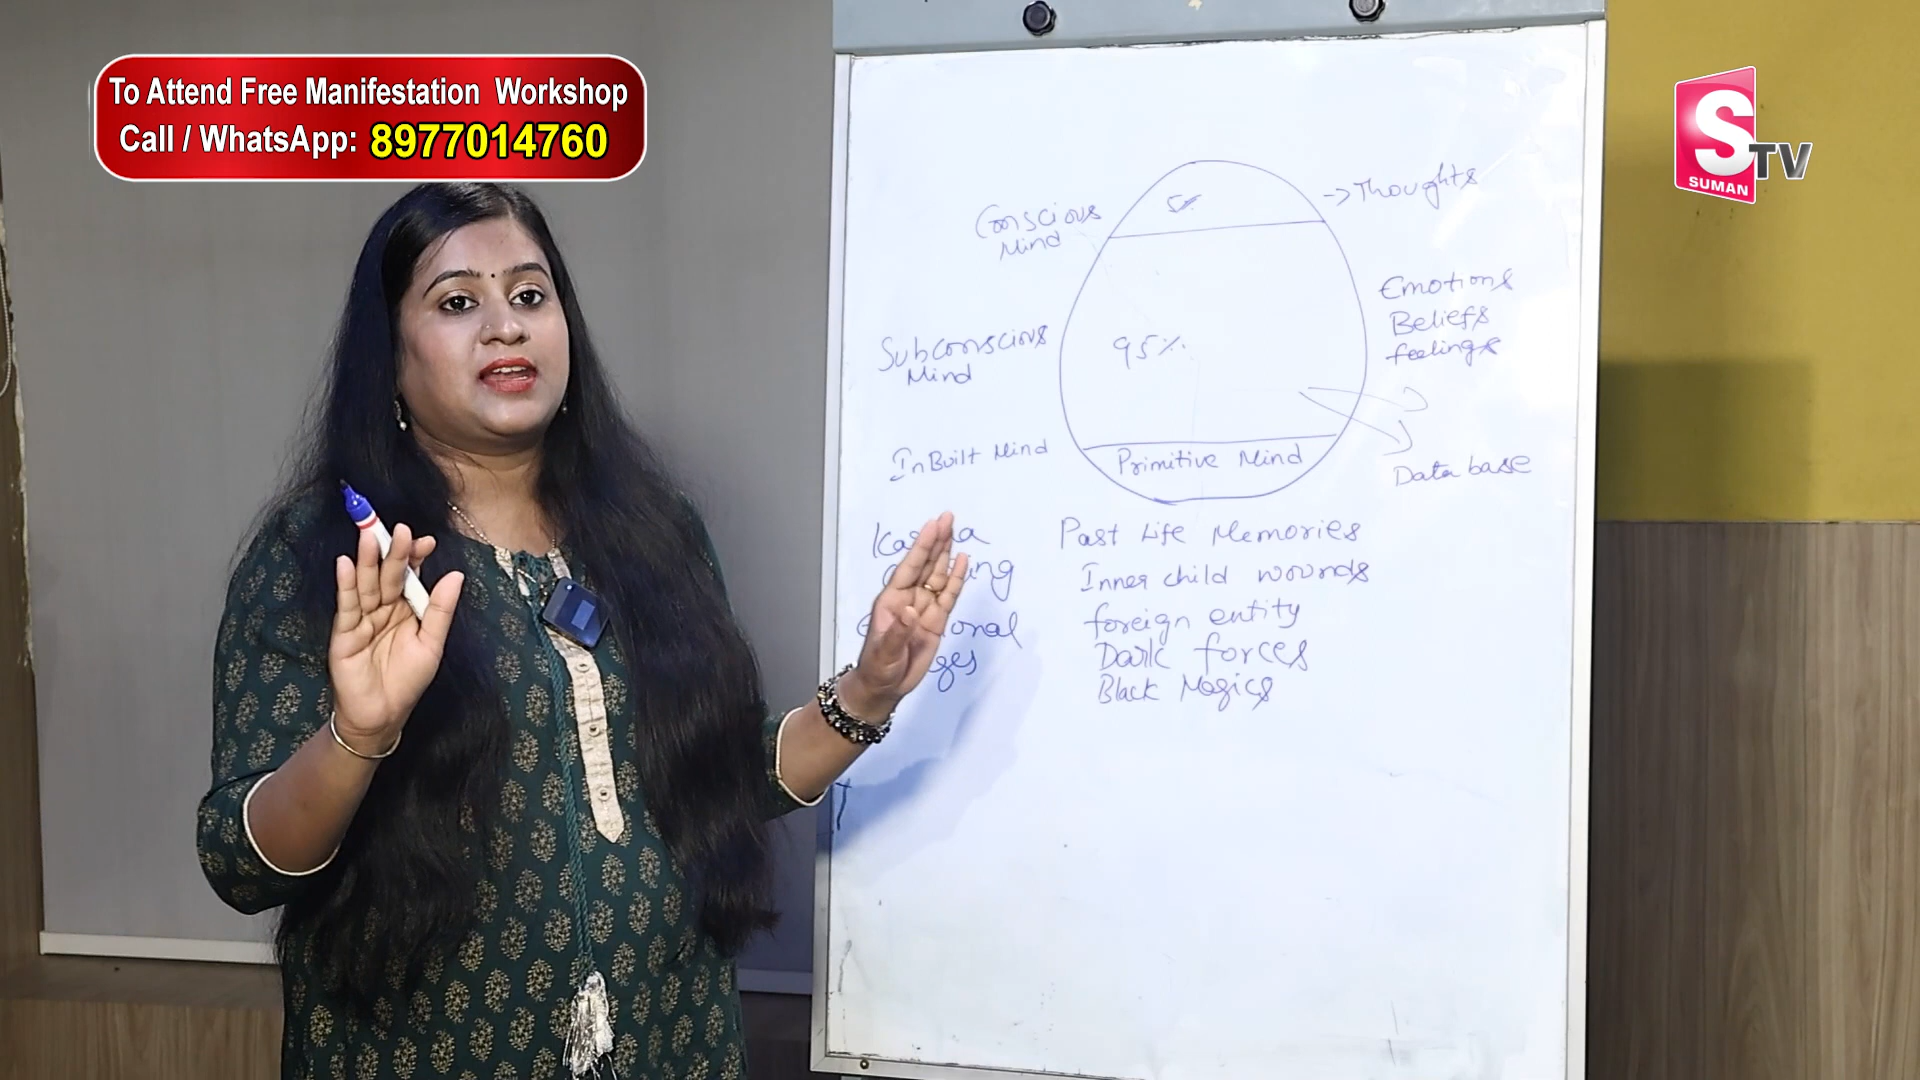 To Attend Free Manifestation Workshop
Call / WhatsApp: 8977014760
S TV
SUMAN
Conscious
Mind
5%
->Thoughts
Subconscious
Mind
95%
Emotions
Beliefs
feelings
Data base
InBuilt Mind
Primitive Mind
Past Life Memories
Inner child wounds
foreign entity
Dark forces
Black Magics